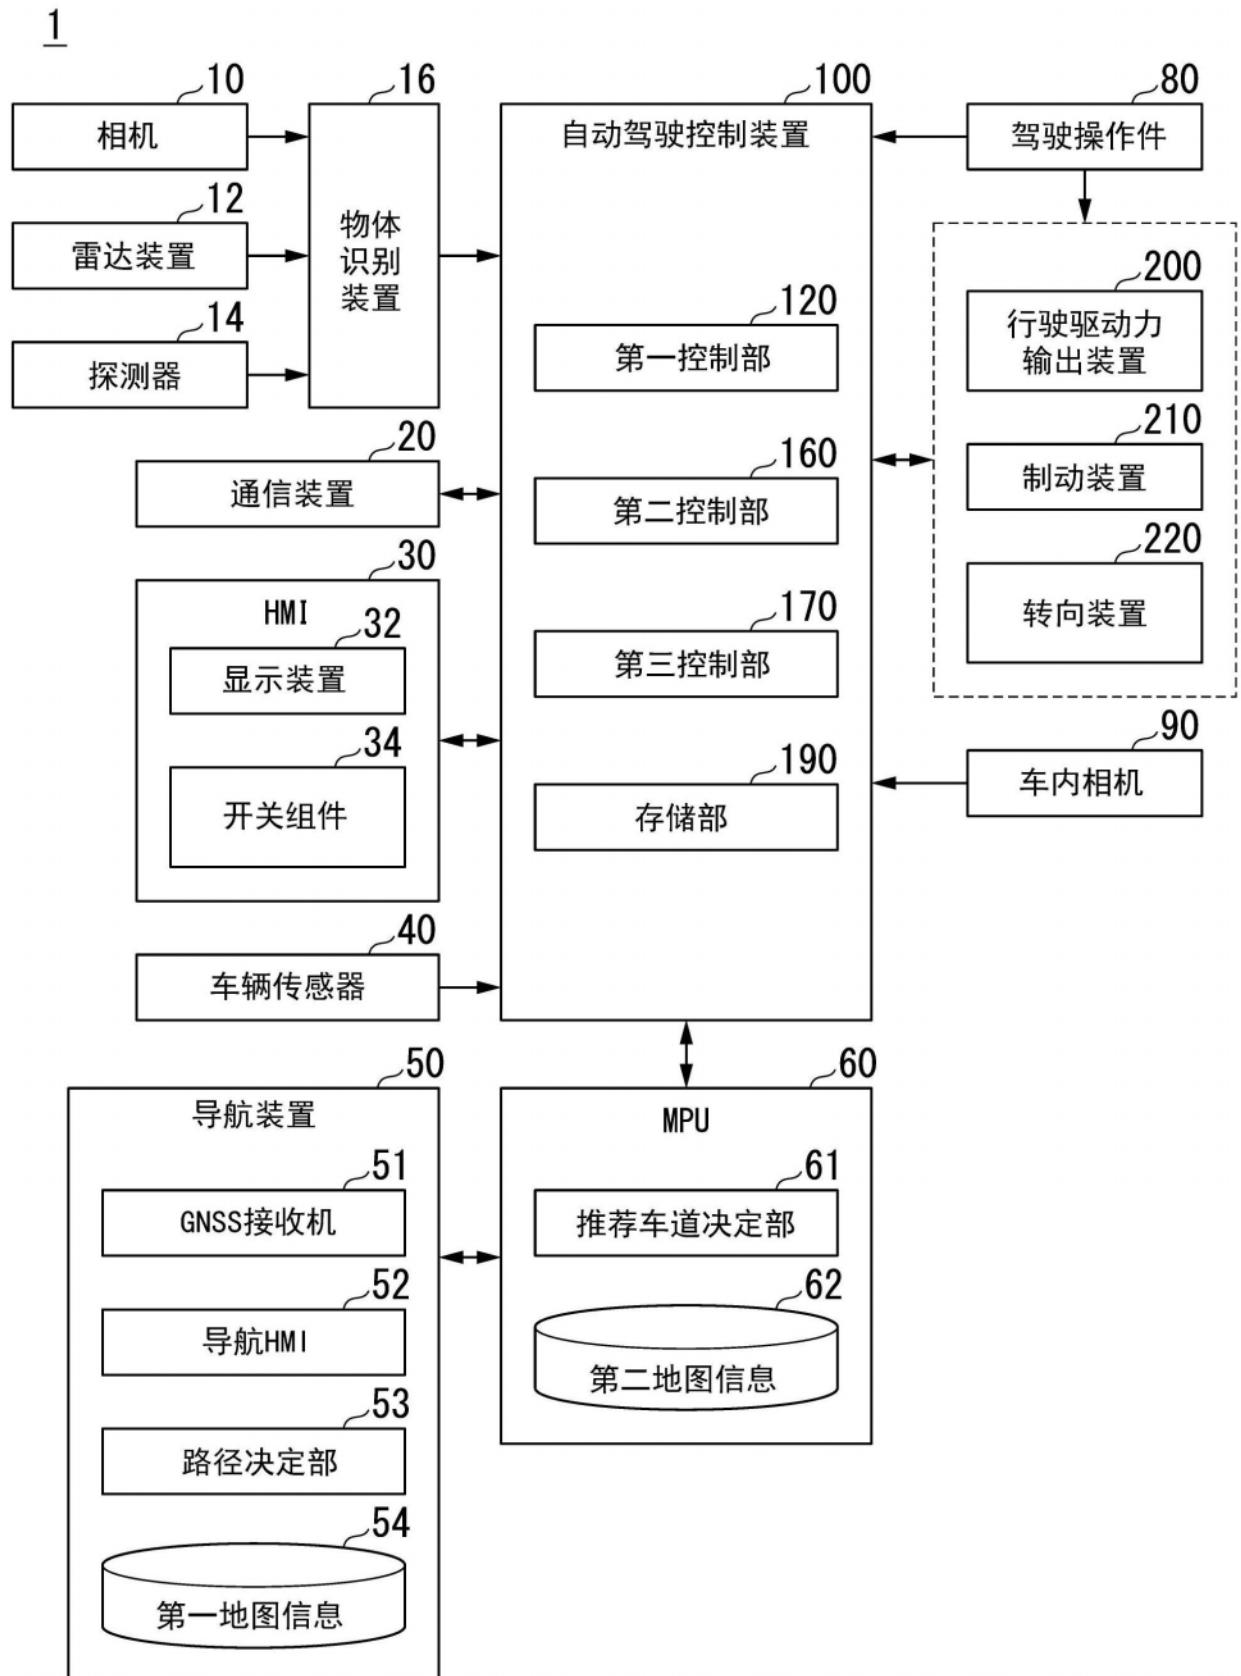 1
10
相机
12
雷达装置
14
探测器
16
物体
识别
装置
20
通信装置
30
HMI
32
显示装置
34
开关组件
40
车辆传感器
100
自动驾驶控制装置
120
第一控制部
160
第二控制部
170
第三控制部
190
存储部
80
驾驶操作件
200
行驶驱动力
输出装置
210
制动装置
220
转向装置
90
车内相机
50
导航装置
51
GNSS接收机
52
导航HMI
53
路径决定部
54
第一地图信息
60
MPU
61
推荐车道决定部
62
第二地图信息